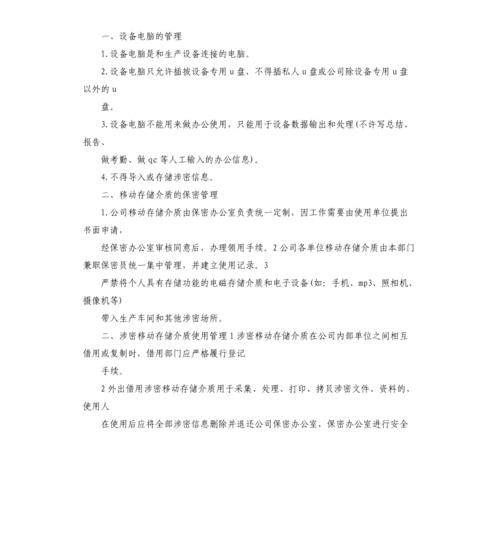 一、设备电脑的管理
1.设备电脑是和生产设备连接的电脑。
2.设备电脑只允许插拔设备专用u盘，不得插私人u盘或公司除设备专用u盘
以外的u
盘。
3.设备电脑不能用来做办公使用，只能用于设备数据输出和处理(不许写总结、
报告、
做考勤、做qc等人工输入的办公信息)。
4.不得导入或存储涉密信息。
二、移动存储介质的保密管理
1.公司移动存储介质由保密办公室负责统一定制，因工作需要由使用单位提出
书面申请，
经保密办公室审核同意后，办理领用手续。2公司各单位移动存储介质由本部门
兼职保密员统一集中管理，并建立使用记录。3
严禁将个人具有存储功能的电磁存储介质和电子设备(如：手机、mp3、照相机、
摄像机等)
带入生产车间和其他涉密场所。
二、涉密移动存储介质使用管理1涉密移动存储介质在公司内部单位之间相互
借用或复制时，借用部门应严格履行登记
手续。
2外出借用涉密移动存储介质用于采集、处理、打印、拷贝涉密文件、资料的，
使用人
在使用后应将全部涉密信息删除并退还公司保密办公室，保密办公室进行安全